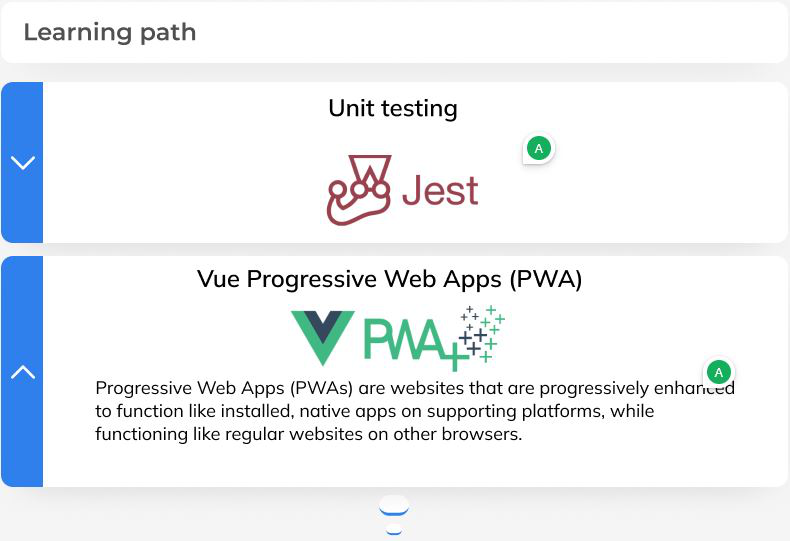 Learning path
Unit testing
A
Jest
Vue Progressive Web Apps (PWA)
PWA
A
Progressive Web Apps (PWAs) are websites that are progressively enhanced
to function like installed, native apps on supporting platforms, while
functioning like regular websites on other browsers.